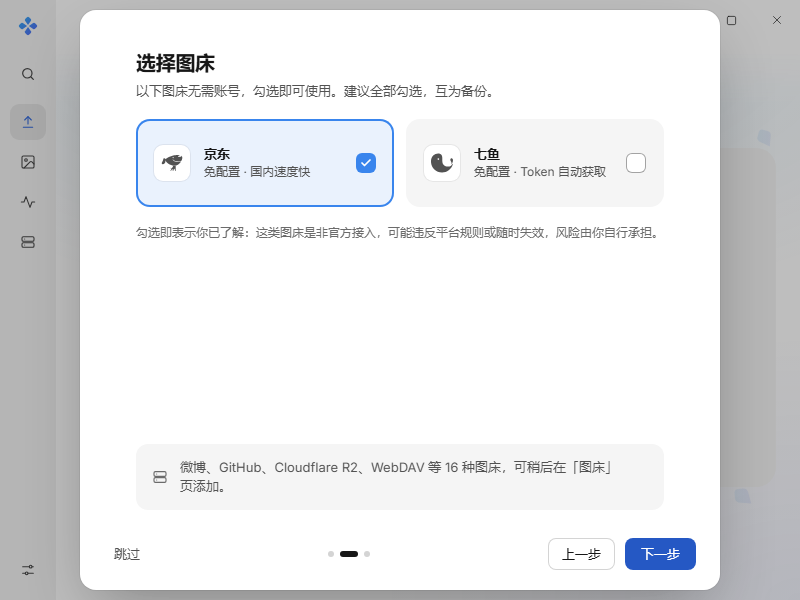 选择图床
以下图床无需账号，勾选即可使用。建议全部勾选，互为备份。
京东
免配置 · 国内速度快
七鱼
免配置 · Token 自动获取
勾选即表示你已了解：这类图床是非官方接入，可能违反平台规则或随时失效，风险由你自行承担。
微博、GitHub、Cloudflare R2、WebDAV 等 16 种图床，可稍后在「图床」
页添加。
跳过
上一步
下一步